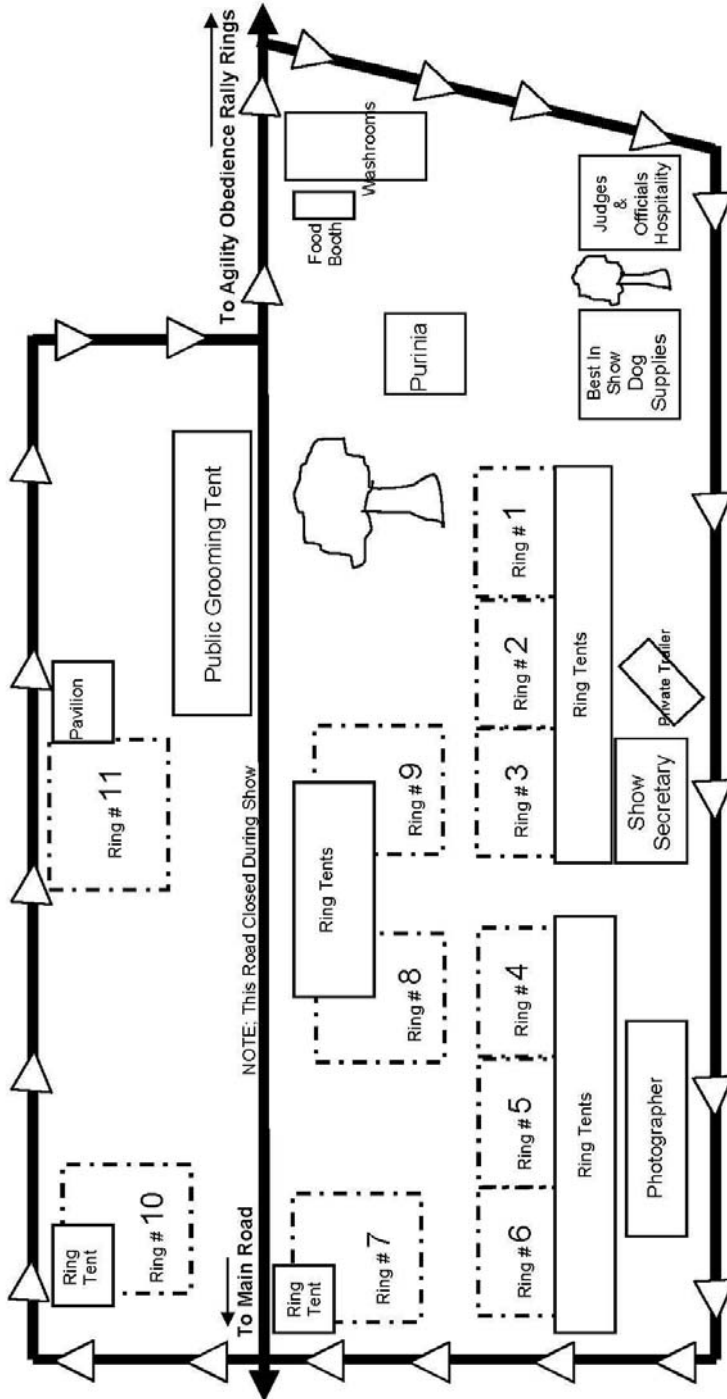 To Agility Obedience Rally Rings
Pavilion
Ring # 11
Ring
Tent
Ring # 10
Public Grooming Tent
To Main Road
NOTE: This Road Closed During Show
Food
Booth
Washrooms
Ring
Tent
Ring # 7
Ring Tents
Ring # 8
Ring # 9
Purinia
Ring # 6
Ring # 5
Ring # 4
Ring # 3
Ring # 2
Ring # 1
Ring Tents
Ring Tents
Best In
Show
Dog
Supplies
Judges
&
Officials
Hospitality
Photographer
Show
Secretary
Private Trailer